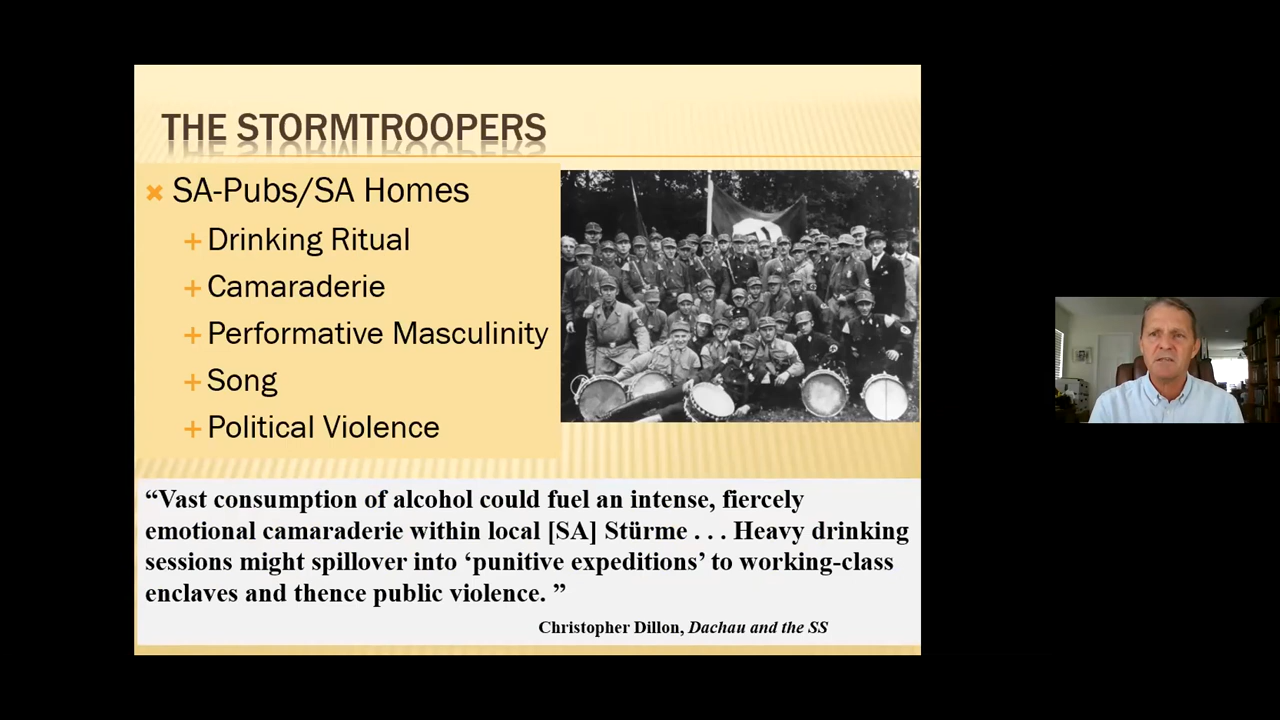 THE STORMTROOPERS
SA-Pubs/SA Homes
Drinking Ritual
Camaraderie
Performative Masculinity
Song
Political Violence
“Vast consumption of alcohol could fuel an intense, fiercely
emotional camaraderie within local [SA] Stürme . . . Heavy drinking
sessions might spillover into ‘punitive expeditions’ to working-class
enclaves and thence public violence. ”
Christopher Dillon, Dachau and the SS